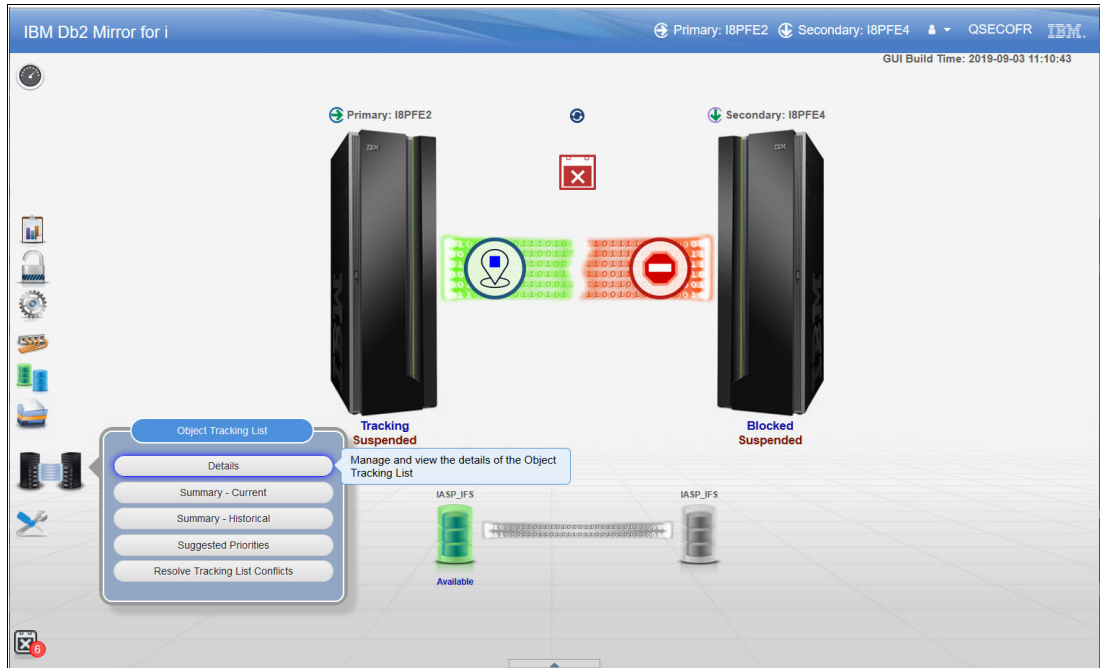 IBM Db2 Mirror for i
Primary: I8PFE2 Secondary: I8PFE4 QSECOFR IBM.
GUI Build Time: 2019-09-03 11:10:43
Primary: I8PFE2
Secondary: I8PFE4
IBM
IBM
Tracking
Suspended
Blocked
Suspended
Object Tracking List
Details
Manage and view the details of the Object
Tracking List
Summary - Current
Summary - Historical
Suggested Priorities
Resolve Tracking List Conflicts
IASP_IFS
IASP_IFS
Available
6